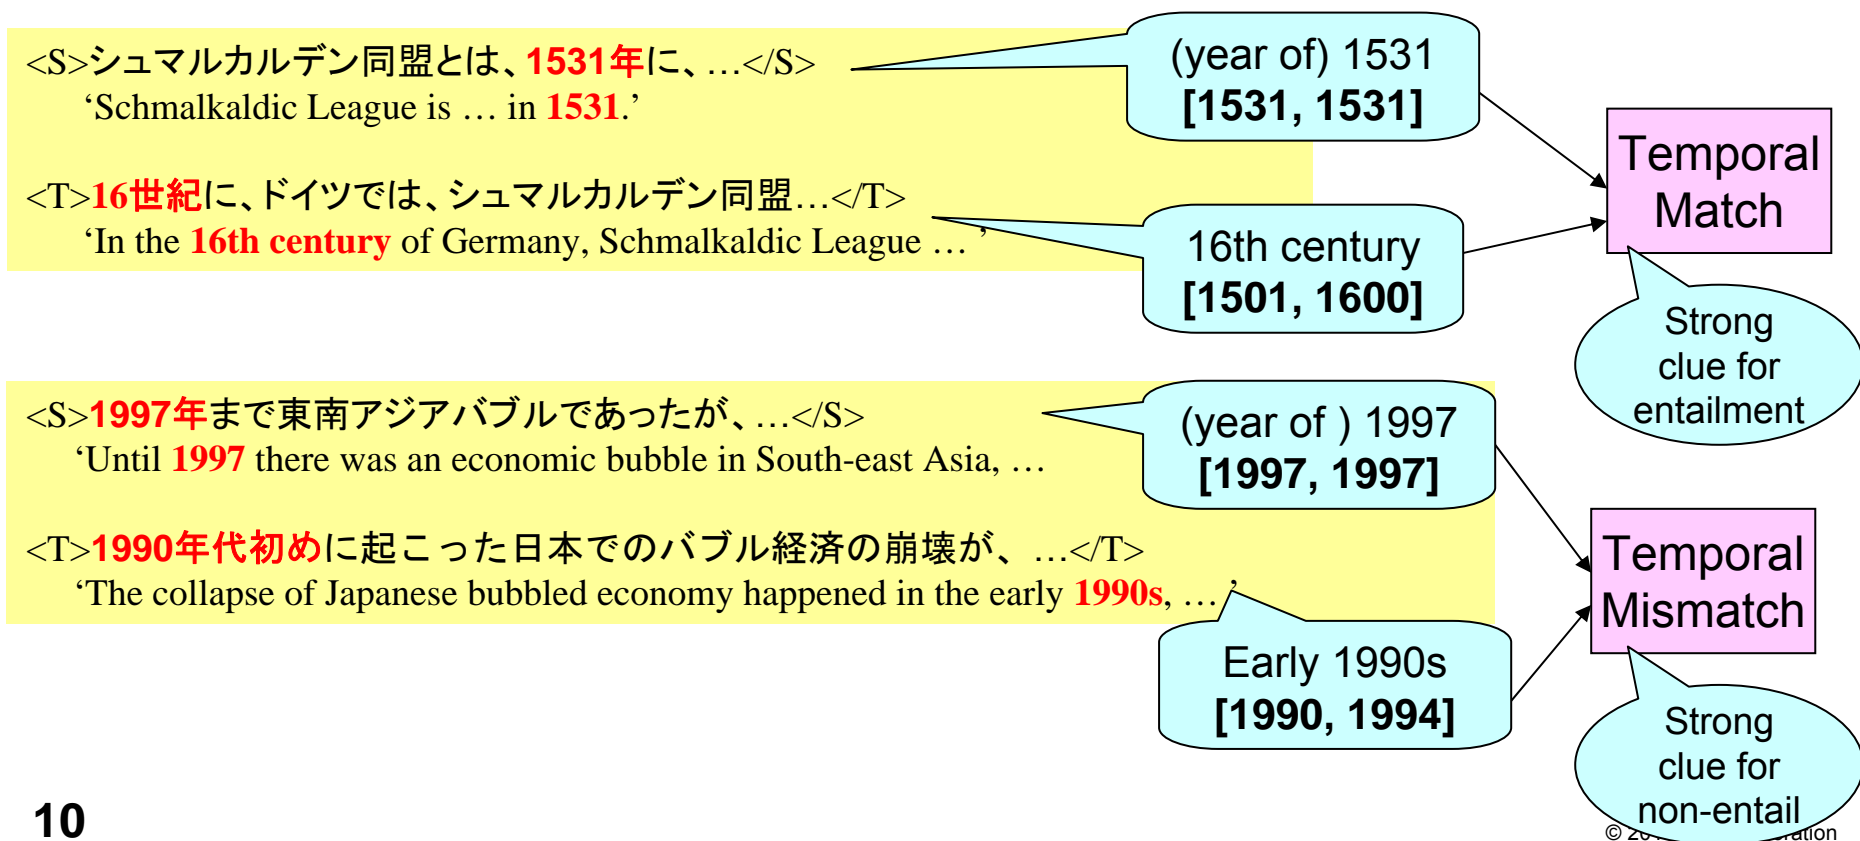 <S>シュマルカルデン同盟とは、1531年に、…</S>
‘Schmalkaldic League is … in 1531.’
(year of) 1531
[1531, 1531]
<T>16世紀に、ドイツでは、シュマルカルデン同盟…</T>
‘In the 16th century of Germany, Schmalkaldic League … ’
16th century
[1501, 1600]
Temporal
Match
Strong
clue for
entailment
<S>1997年まで東南アジアバブルであったが、…</S>
‘Until 1997 there was an economic bubble in South-east Asia, …
(year of ) 1997
[1997, 1997]
<T>1990年代初めに起こった日本でのバブル経済の崩壊が、…</T>
‘The collapse of Japanese bubbled economy happened in the early 1990s, …’
Early 1990s
[1990, 1994]
Temporal
Mismatch
Strong
clue for
non-entail
10
©